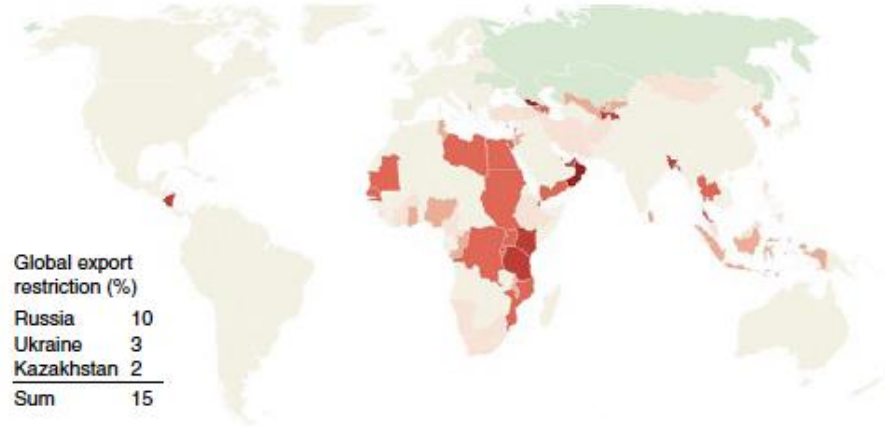 Global export
restriction (%)
Russia 10
Ukraine 3
Kazakhstan 2
Sum 15